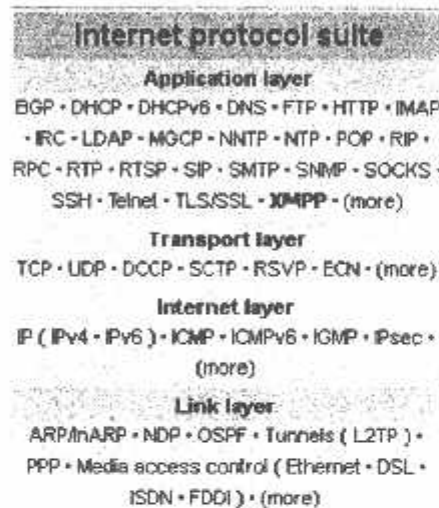 Internet protocol suite
Application layer
BGP · DHCP · DHCPv6 · DNS · FTP · HTTP · IMAP
· IRC · LDAP · MGCP · NNTP · NTP · POP · RIP ·
RPC · RTP · RTSP · SIP · SMTP · SNMP · SOCKS ·
SSH · Telnet · TLS/SSL · XMPP · (more)
Transport layer
TCP · UDP · DCCP · SCTP · RSVP · ECN · (more)
Internet layer
IP ( IPv4 · IPv6 ) · ICMP · ICMPv6 · IGMP · IPsec ·
(more)
Link layer
ARP/InARP · NDP · OSPF · Tunnels ( L2TP ) ·
PPP · Media access control ( Ethernet · DSL ·
ISDN · FDDI ) · (more)